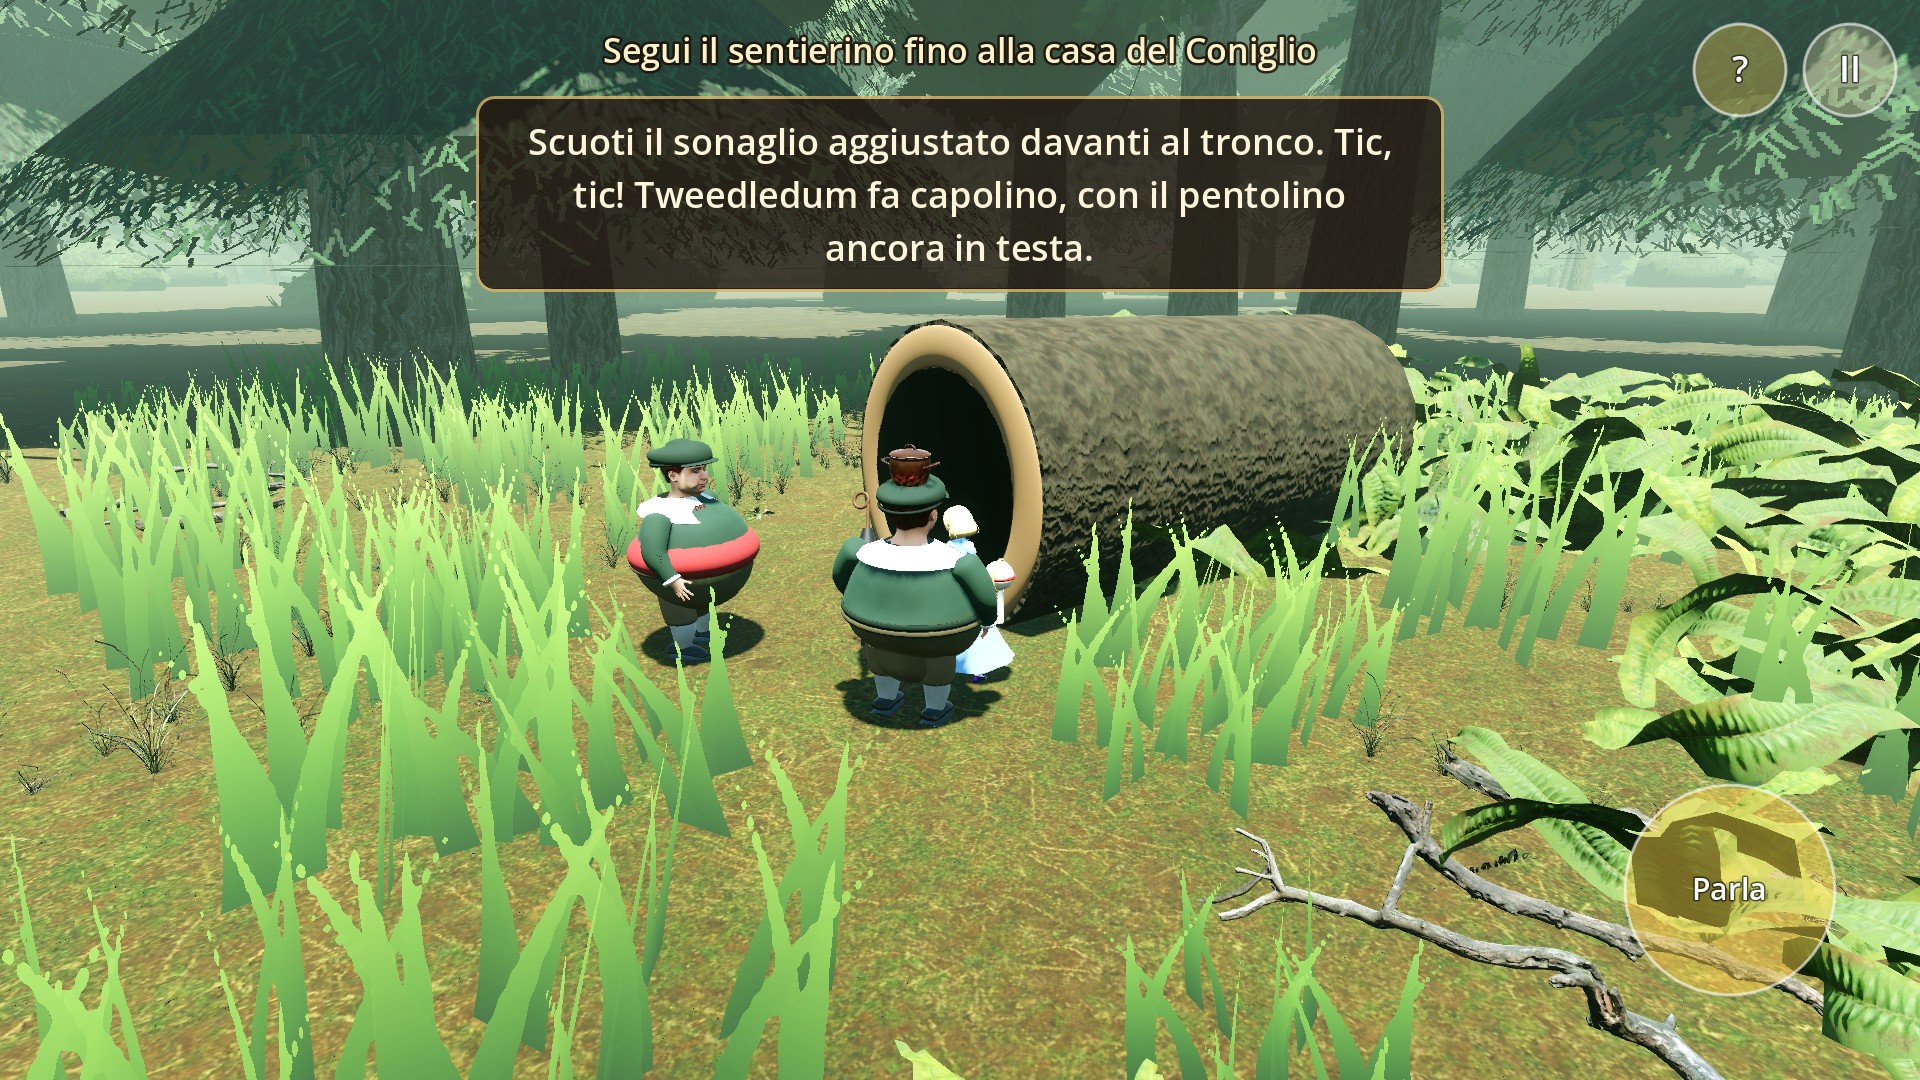 Segui il sentierino fino alla casa del Coniglio
?
Scuoti il sonaglio aggiustato davanti al tronco. Tic,
tic! Tweedledum fa capolino, con il pentolino
ancora in testa.
Parla